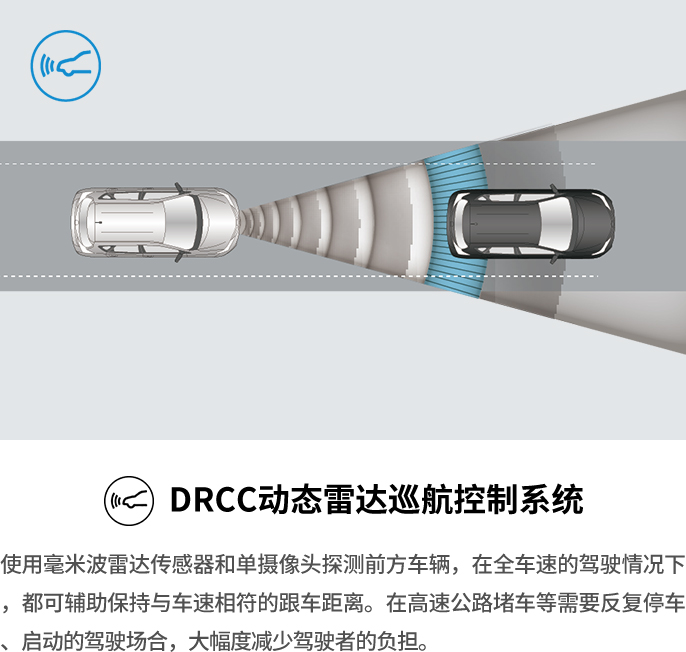 DRCC动态雷达巡航控制系统
使用毫米波雷达传感器和单摄像头探测前方车辆，在全车速的驾驶情况下
，都可辅助保持与车速相符的跟车距离。在高速公路堵车等需要反复停车
、启动的驾驶场合，大幅度减少驾驶者的负担。